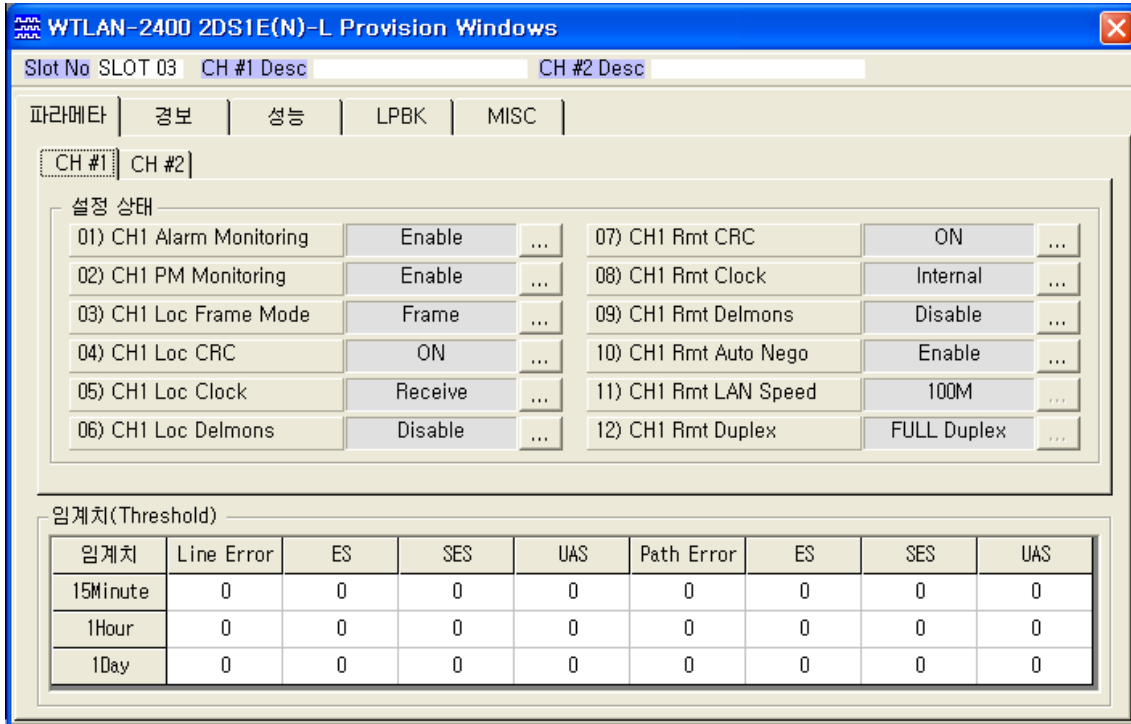 WTLAN-2400 2DS1E(N)-L Provision Windows
Slot No SLOT 03 CH #1 Desc CH #2 Desc
파라메타 경보 성능 LPBK MISC
CH #1 CH #2
설정 상태
01) CH1 Alarm Monitoring Enable ... 07) CH1 Rmt CRC ON ...
02) CH1 PM Monitoring Enable ... 08) CH1 Rmt Clock Internal ...
03) CH1 Loc Frame Mode Frame ... 09) CH1 Rmt Delmons Disable ...
04) CH1 Loc CRC ON ... 10) CH1 Rmt Auto Nego Enable ...
05) CH1 Loc Clock Receive ... 11) CH1 Rmt LAN Speed 100M ...
06) CH1 Loc Delmons Disable ... 12) CH1 Rmt Duplex FULL Duplex ...
임계치(Threshold)
임계치 Line Error ES SES UAS Path Error ES SES UAS
15Minute 0 0 0 0 0 0 0 0
1Hour 0 0 0 0 0 0 0 0
1Day 0 0 0 0 0 0 0 0